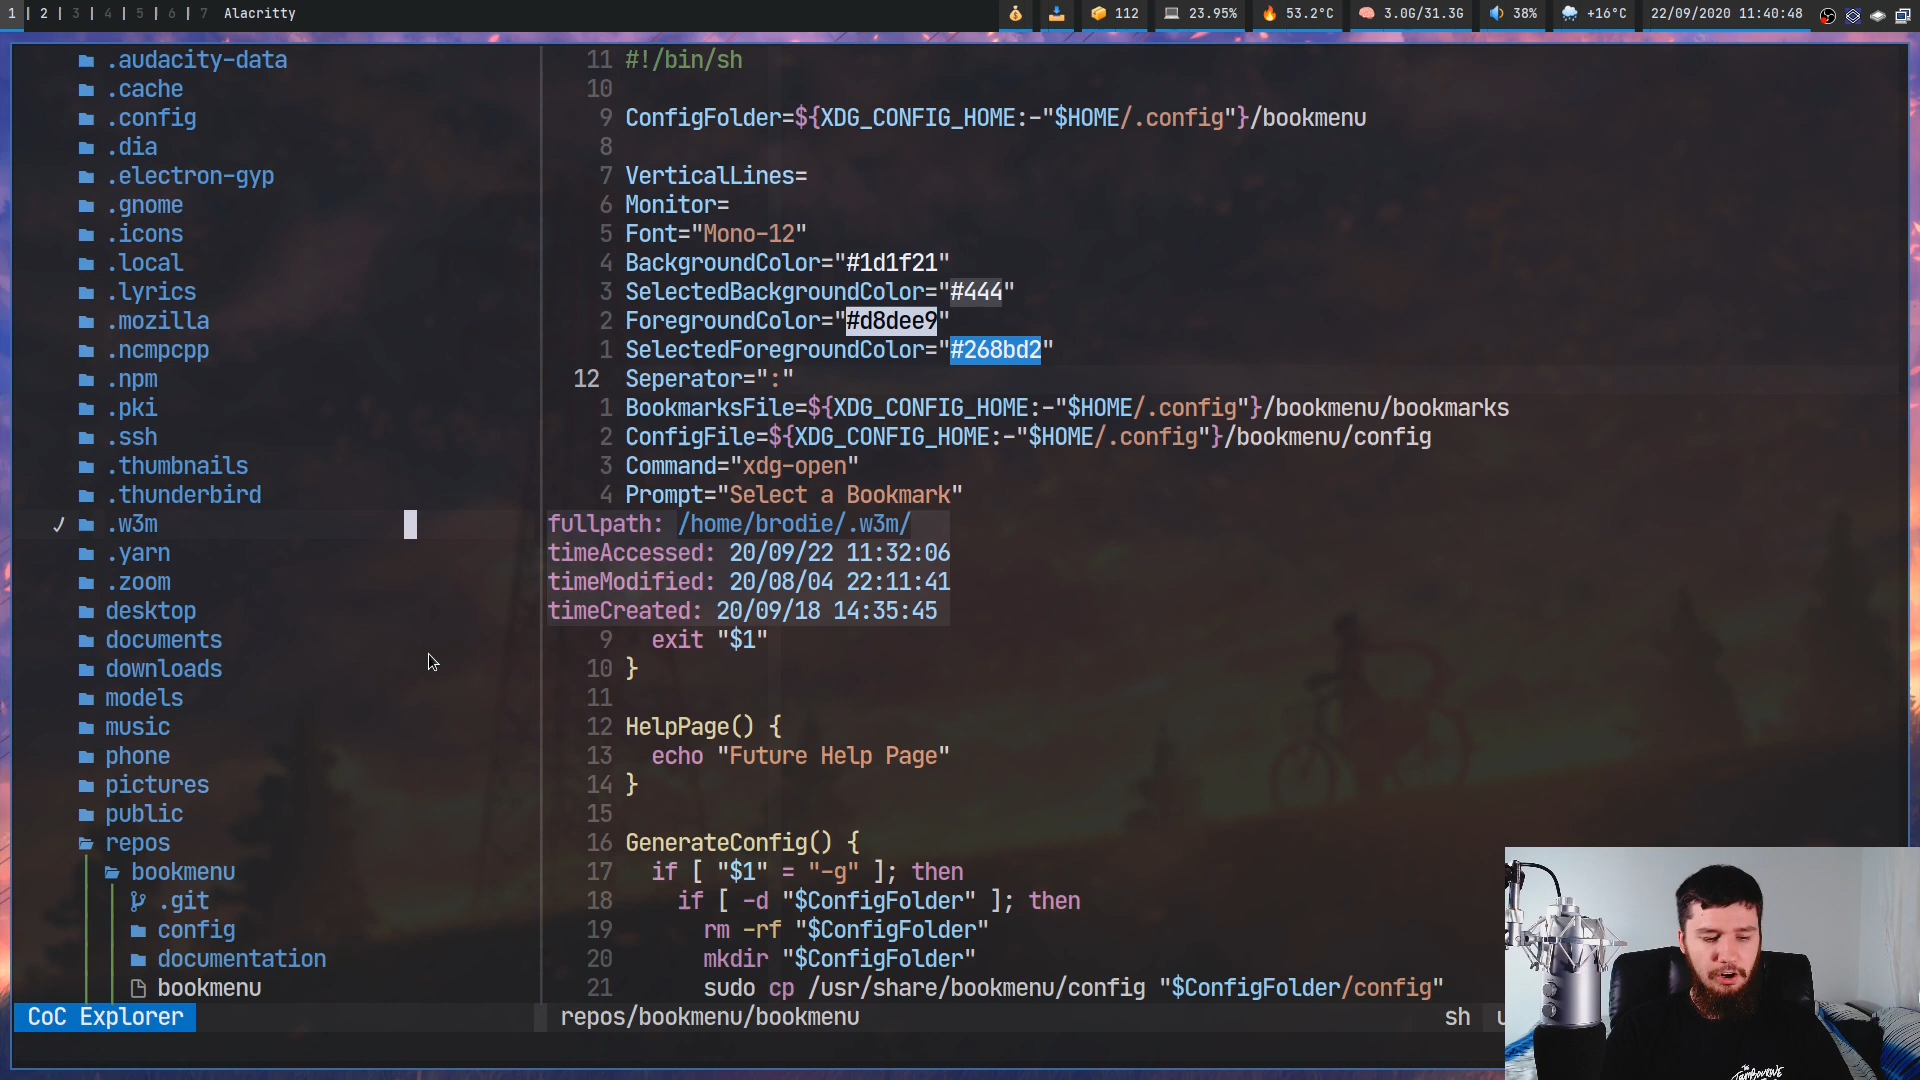 1 | 2 | 3 | 4 | 5 | 6 | 7 Alacritty
112 23.95% 53.2°C 3.0G/31.3G 38% +16°C 22/09/2020 11:40:48
.audacity-data
.cache
.config
.dia
.electron-gyp
.gnome
.icons
.local
.lyrics
.mozilla
.ncmpcpp
.npm
.pki
.ssh
.thumbnails
.thunderbird
✓ .w3m
.yarn
.zoom
desktop
documents
downloads
models
music
phone
pictures
public
repos
bookmenu
.git
config
documentation
bookmenu
CoC Explorer
11 #!/bin/sh
10
9 ConfigFolder=${XDG_CONFIG_HOME:-"$HOME/.config"}/bookmenu
8
7 VerticalLines=
6 Monitor=
5 Font="Mono-12"
4 BackgroundColor="#1d1f21"
3 SelectedBackgroundColor="#444"
2 ForegroundColor="#d8dee9"
1 SelectedForegroundColor="#268bd2"
12 Seperator=":"
1 BookmarksFile=${XDG_CONFIG_HOME:-"$HOME/.config"}/bookmenu/bookmarks
2 ConfigFile=${XDG_CONFIG_HOME:-"$HOME/.config"}/bookmenu/config
3 Command="xdg-open"
4 Prompt="Select a Bookmark"
fullpath: /home/brodie/.w3m/
timeAccessed: 20/09/22 11:32:06
timeModified: 20/08/04 22:11:41
timeCreated: 20/09/18 14:35:45
9 exit "$1"
10 }
11
12 HelpPage() {
13 echo "Future Help Page"
14 }
15
16 GenerateConfig() {
17 if [ "$1" = "-g" ]; then
18 if [ -d "$ConfigFolder" ]; then
19 rm -rf "$ConfigFolder"
20 mkdir "$ConfigFolder"
21 sudo cp /usr/share/bookmenu/config "$ConfigFolder/config"
repos/bookmenu/bookmenu sh